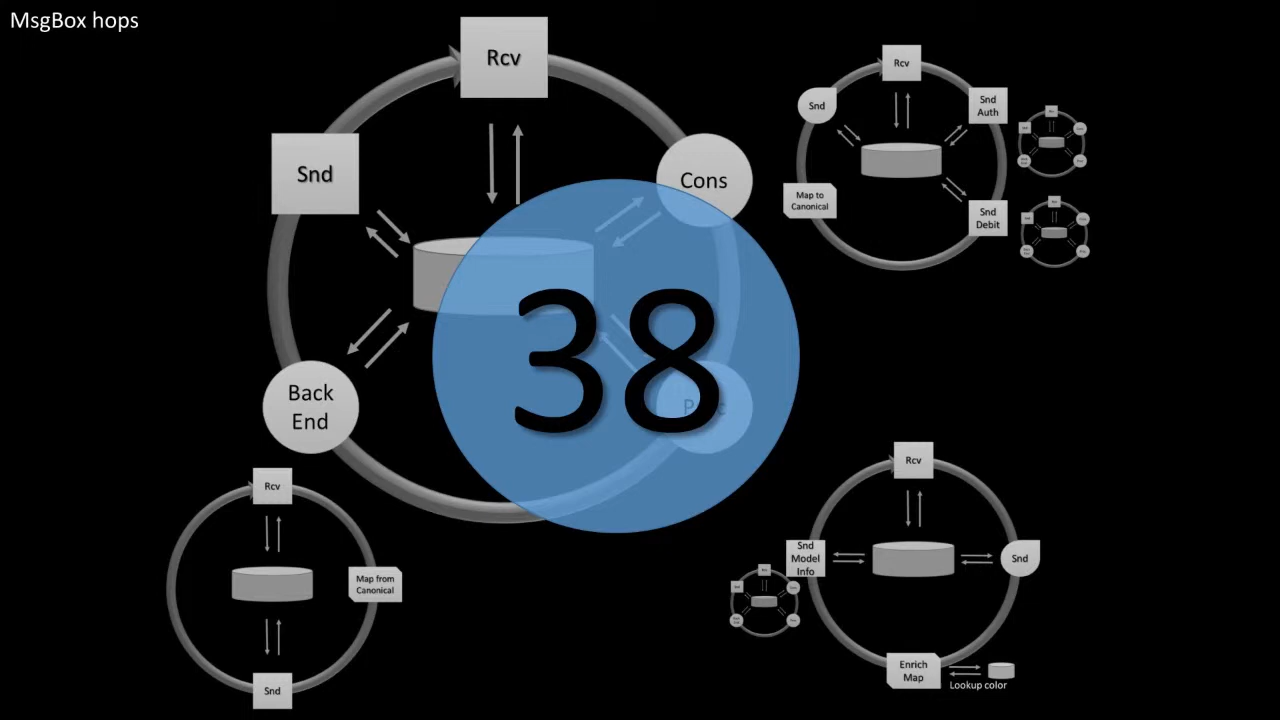 MsgBox hops
Rcv
Snd
Cons
Back
End
38
Rcv
Snd
Snd
Auth
Map to
Canonical
Snd
Debit
Rcv
Map from
Canonical
Snd
Rcv
Snd
Model
Info
Snd
Enrich
Map
Lookup color